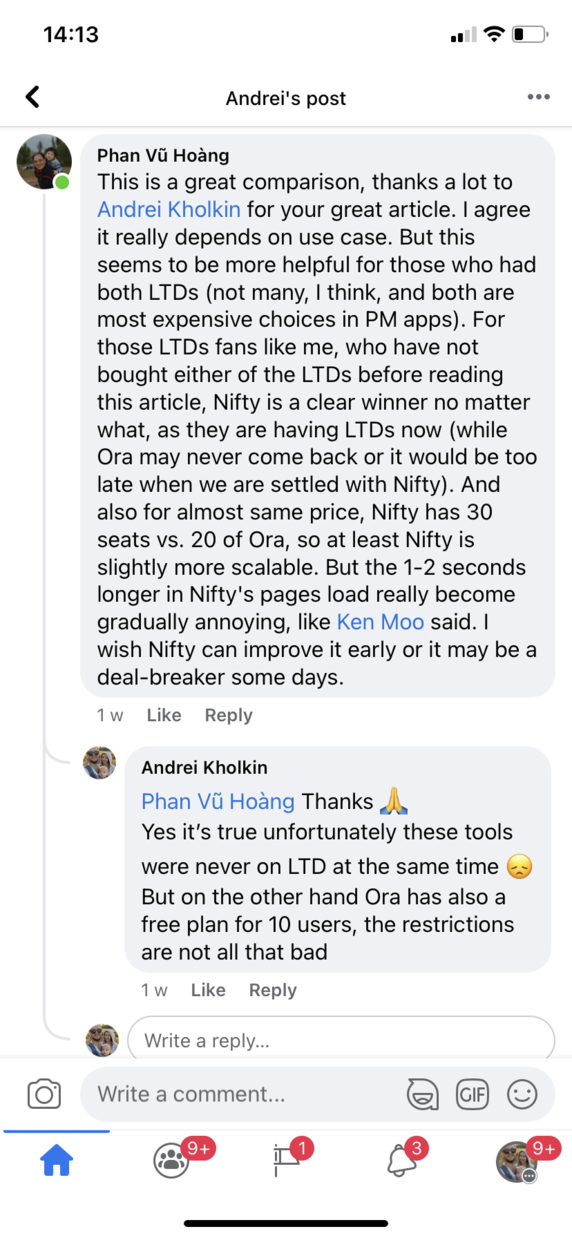 14:13
Andrei's post
Phan Vũ Hoàng
This is a great comparison, thanks a lot to
Andrei Kholkin for your great article. I agree
it really depends on use case. But this
seems to be more helpful for those who had
both LTDs (not many, I think, and both are
most expensive choices in PM apps). For
those LTDs fans like me, who have not
bought either of the LTDs before reading
this article, Nifty is a clear winner no matter
what, as they are having LTDs now (while
Ora may never come back or it would be too
late when we are settled with Nifty). And
also for almost same price, Nifty has 30
seats vs. 20 of Ora, so at least Nifty is
slightly more scalable. But the 1-2 seconds
longer in Nifty's pages load really become
gradually annoying, like Ken Moo said. I
wish Nifty can improve it early or it may be a
deal-breaker some days.
1 w Like Reply
Andrei Kholkin
Phan Vũ Hoàng Thanks 🙏
Yes it’s true unfortunately these tools
were never on LTD at the same time 😞
But on the other hand Ora has also a
free plan for 10 users, the restrictions
are not all that bad
1 w Like Reply
Write a reply...
Write a comment... GIF
9+ 1 3 9+